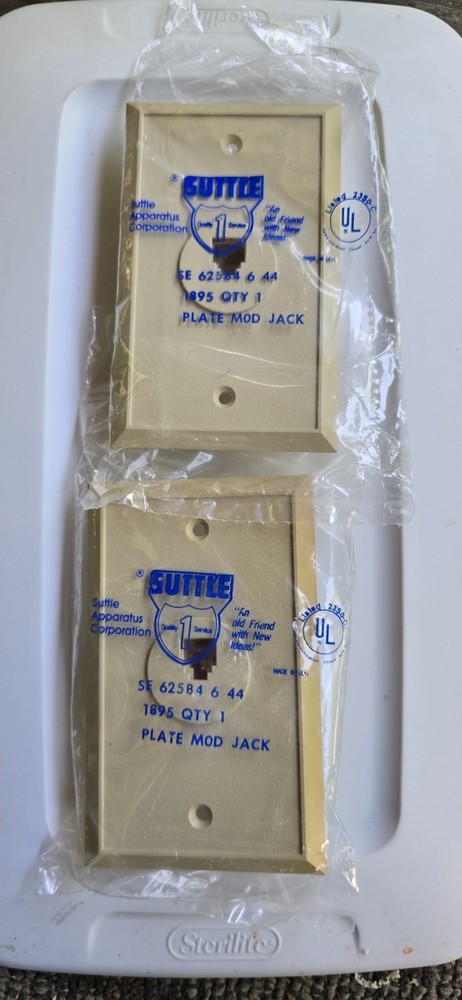 Sterilite
® SUTTLE
Suttle
Apparatus
Corporation
Quality 1 Service
"An
old Friend
with New
Ideas!"
Listed 2380-C
UL
MADE IN U.S.A.
SE 62584 6 44
1895 QTY 1
PLATE MOD JACK
® SUTTLE
Suttle
Apparatus
Corporation
Quality 1 Service
"An
old Friend
with New
Ideas!"
Listed 2380-C
UL
MADE IN
SE 62584 6 44
1895 QTY 1
PLATE MOD JACK
Sterilite®